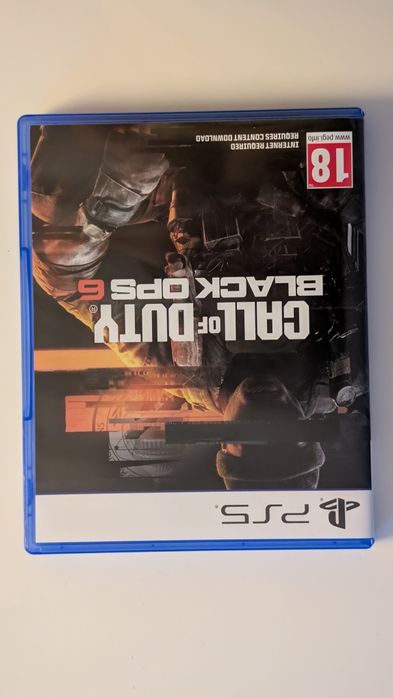 PS5
CALL OF DUTY®
BLACK OPS 6
18
www.pegi.info
INTERNET REQUIRED
REQUIRES CONTENT DOWNLOAD